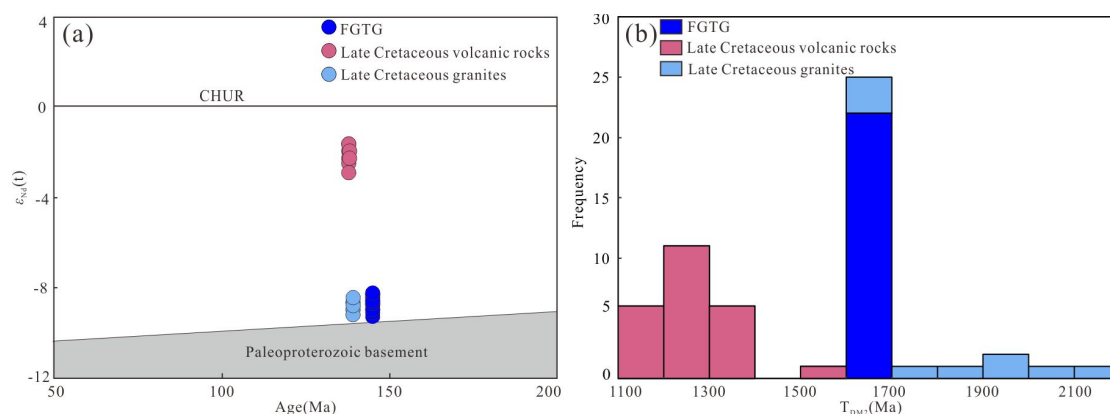 (a)
FGTG
Late Cretaceous volcanic rocks
Late Cretaceous granites
CHUR
Paleoproterozoic basement
4
0
-4
-8
-12
εNd(t)
50
100
150
200
Age(Ma)
(b)
FGTG
Late Cretaceous volcanic rocks
Late Cretaceous granites
30
25
20
15
10
5
0
Frequency
1100
1300
1500
1700
1900
2100
TDM2(Ma)